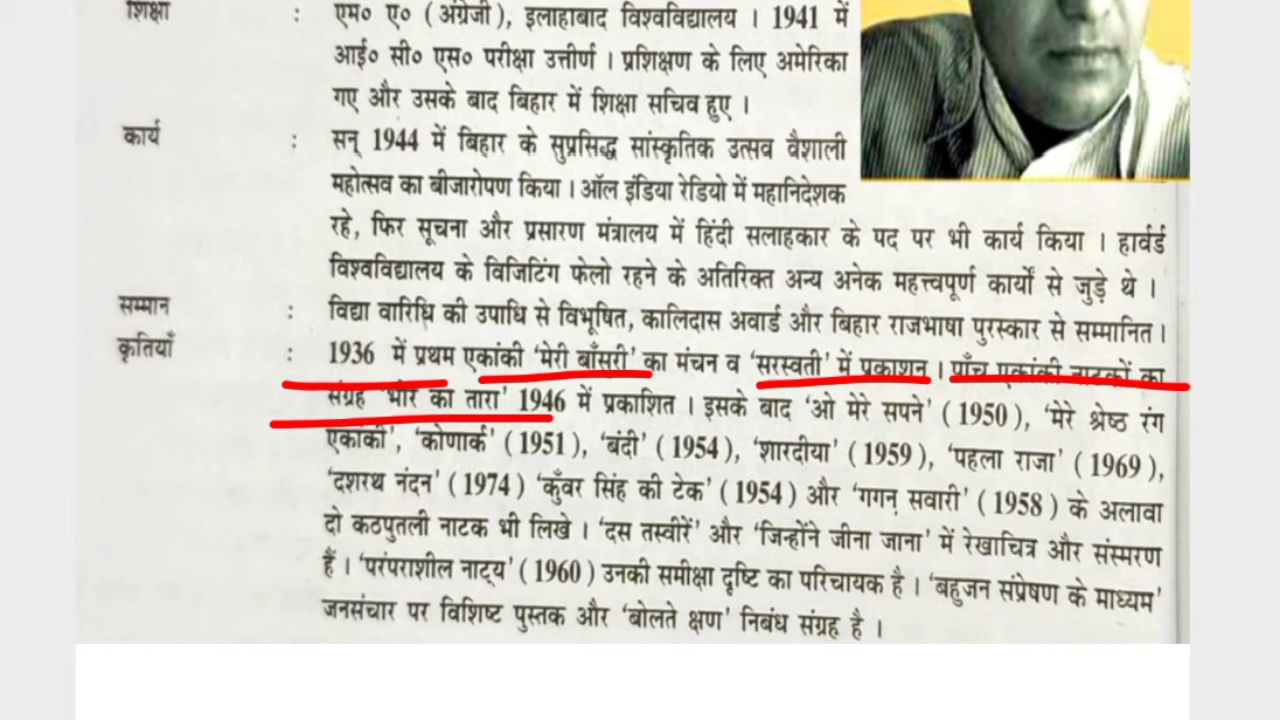 शिक्षा : एम० ए० (अंग्रेजी), इलाहाबाद विश्वविद्यालय । 1941 में
आई० सी० एस० परीक्षा उत्तीर्ण । प्रशिक्षण के लिए अमेरिका
गए और उसके बाद बिहार में शिक्षा सचिव हुए ।
कार्य : सन् 1944 में बिहार के सुप्रसिद्ध सांस्कृतिक उत्सव वैशाली
महोत्सव का बीजारोपण किया । ऑल इंडिया रेडियो में महानिदेशक
रहे, फिर सूचना और प्रसारण मंत्रालय में हिंदी सलाहकार के पद पर भी कार्य किया । हार्वर्ड
विश्वविद्यालय के विजिटिंग फेलो रहने के अतिरिक्त अन्य अनेक महत्त्वपूर्ण कार्यों से जुड़े थे ।
सम्मान : विद्या वारिधि की उपाधि से विभूषित, कालिदास अवार्ड और बिहार राजभाषा पुरस्कार से सम्मानित ।
कृतियाँ : 1936 में प्रथम एकांकी ‘मेरी बाँसुरी’ का मंचन व ‘सरस्वती’ में प्रकाशन । पाँच एकांकी नाटकों का
संग्रह ‘भोर का तारा’ 1946 में प्रकाशित । इसके बाद ‘ओ मेरे सपने’ (1950), ‘मेरे श्रेष्ठ रंग
एकांकी’, ‘कोणार्क’ (1951), ‘बंदी’ (1954), ‘शारदीया’ (1959), ‘पहला राजा’ (1969),
‘दशरथ नंदन’ (1974) ‘कुँवर सिंह की टेक’ (1954) और ‘गगन सवारी’ (1958) के अलावा
दो कठपुतली नाटक भी लिखे । ‘दस तस्वीरें’ और ‘जिन्होंने जीना जाना’ में रेखाचित्र और संस्मरण
हैं । ‘परंपराशील नाट्य’ (1960) उनकी समीक्षा दृष्टि का परिचायक है । ‘बहुजन संप्रेषण के माध्यम’
जनसंचार पर विशिष्ट पुस्तक और ‘बोलते क्षण’ निबंध संग्रह है ।